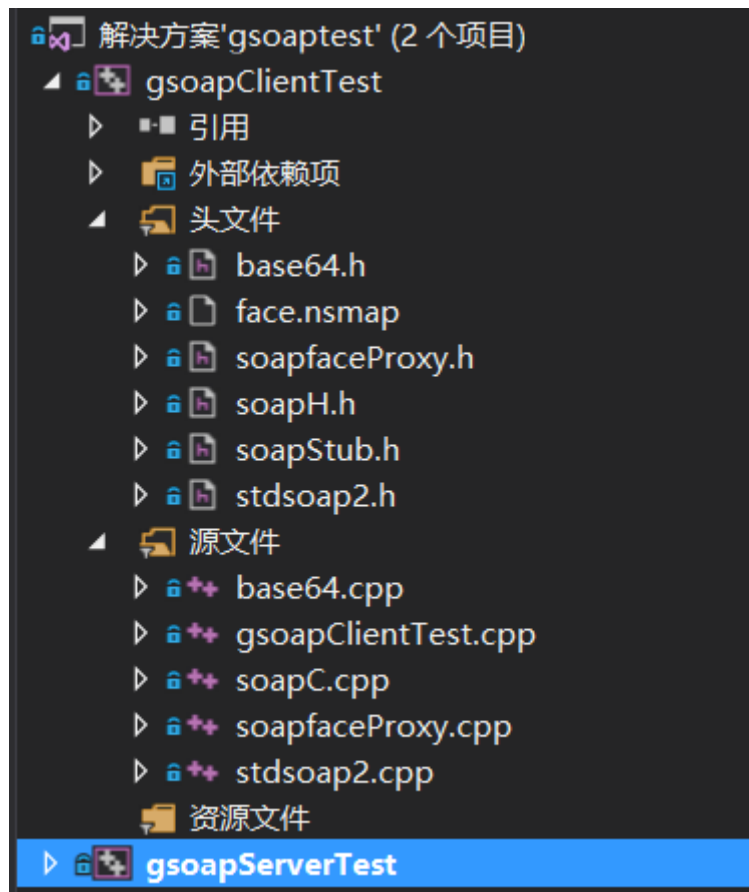 解决方案'gsoaptest' (2 个项目)
gsoapClientTest
引用
外部依赖项
头文件
base64.h
face.nsmap
soapfaceProxy.h
soapH.h
soapStub.h
stdsoap2.h
源文件
base64.cpp
gsoapClientTest.cpp
soapC.cpp
soapfaceProxy.cpp
stdsoap2.cpp
资源文件
gsoapServerTest